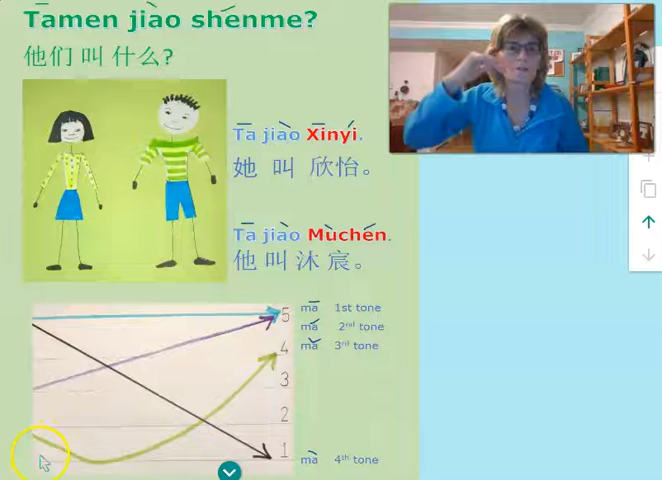 Tāmen jiào shénme?
他们 叫 什么?
Tā jiào Xīnyí.
她 叫 欣怡。
Tā jiào Mùchén.
他 叫 沐 宸。
5
4
3
2
1
mā 1st tone
má 2nd tone
mǎ 3rd tone
mà 4th tone